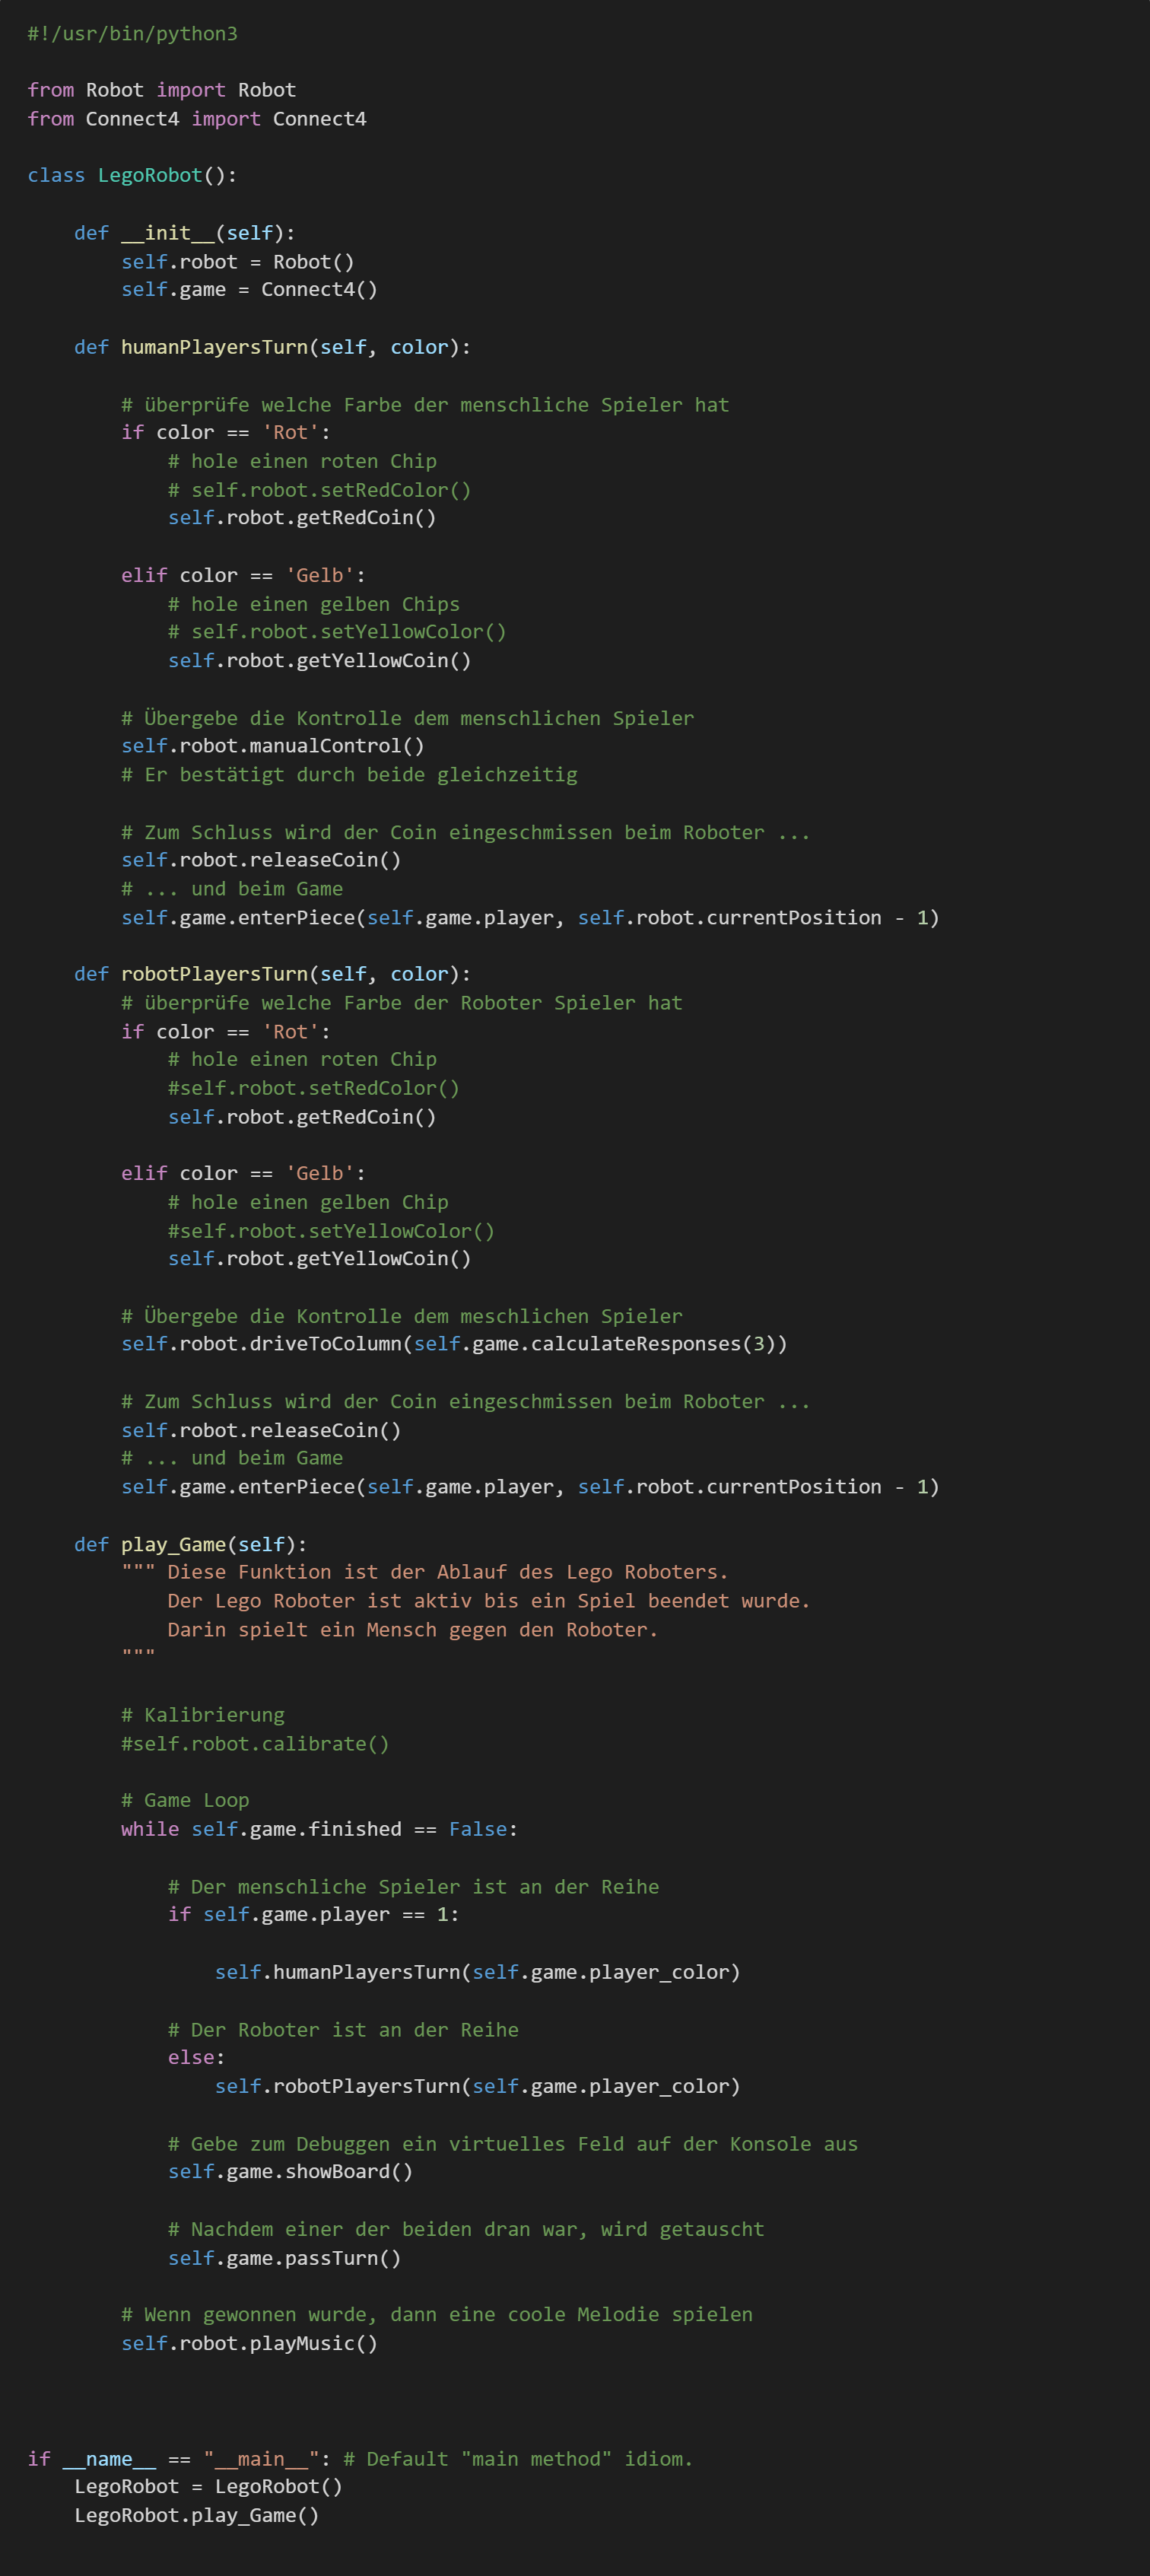 #!/usr/bin/python3
from Robot import Robot
from Connect4 import Connect4
class LegoRobot():
def __init__(self):
self.robot = Robot()
self.game = Connect4()
def humanPlayersTurn(self, color):
# überprüfe welche Farbe der menschliche Spieler hat
if color == 'Rot':
# hole einen roten Chip
# self.robot.setRedColor()
self.robot.getRedCoin()
elif color == 'Gelb':
# hole einen gelben Chips
# self.robot.setYellowColor()
self.robot.getYellowCoin()
# Übergebe die Kontrolle dem menschlichen Spieler
self.robot.manualControl()
# Er bestätigt durch beide gleichzeitig
# Zum Schluss wird der Coin eingeschmissen beim Roboter ...
self.robot.releaseCoin()
# ... und beim Game
self.game.enterPiece(self.game.player, self.robot.currentPosition - 1)
def robotPlayersTurn(self, color):
# überprüfe welche Farbe der Roboter Spieler hat
if color == 'Rot':
# hole einen roten Chip
#self.robot.setRedColor()
self.robot.getRedCoin()
elif color == 'Gelb':
# hole einen gelben Chip
#self.robot.setYellowColor()
self.robot.getYellowCoin()
# Übergebe die Kontrolle dem meschlichen Spieler
self.robot.driveToColumn(self.game.calculateResponses(3))
# Zum Schluss wird der Coin eingeschmissen beim Roboter ...
self.robot.releaseCoin()
# ... und beim Game
self.game.enterPiece(self.game.player, self.robot.currentPosition - 1)
def play_Game(self):
""" Diese Funktion ist der Ablauf des Lego Roboters.
Der Lego Roboter ist aktiv bis ein Spiel beendet wurde.
Darin spielt ein Mensch gegen den Roboter.
"""
# Kalibrierung
#self.robot.calibrate()
# Game Loop
while self.game.finished == False:
# Der menschliche Spieler ist an der Reihe
if self.game.player == 1:
self.humanPlayersTurn(self.game.player_color)
# Der Roboter ist an der Reihe
else:
self.robotPlayersTurn(self.game.player_color)
# Gebe zum Debuggen ein virtuelles Feld auf der Konsole aus
self.game.showBoard()
# Nachdem einer der beiden dran war, wird getauscht
self.game.passTurn()
# Wenn gewonnen wurde, dann eine coole Melodie spielen
self.robot.playMusic()
if __name__ == "__main__": # Default "main method" idiom.
LegoRobot = LegoRobot()
LegoRobot.play_Game()